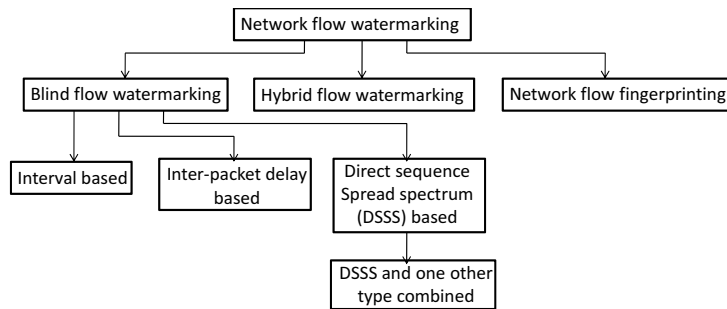 Network flow watermarking
Blind flow watermarking
Hybrid flow watermarking
Network flow fingerprinting
Interval based
Inter-packet delay
based
Direct sequence
Spread spectrum
(DSSS) based
DSSS and one other
type combined